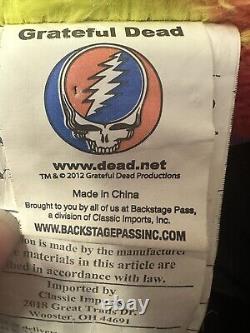 Grateful Dead
www.dead.net
TM & © 2012 Grateful Dead Productions
Made in China
Brought to you by all of us at Backstage Pass,
a division of Classic Imports, Inc.
WWW.BACKSTAGEPASSINC.COM
is made by the manufacturer
materials in this article are
in accordance with law.
Imported by
Classic
2018 Great Trails Dr.
Wooster, OH 44691